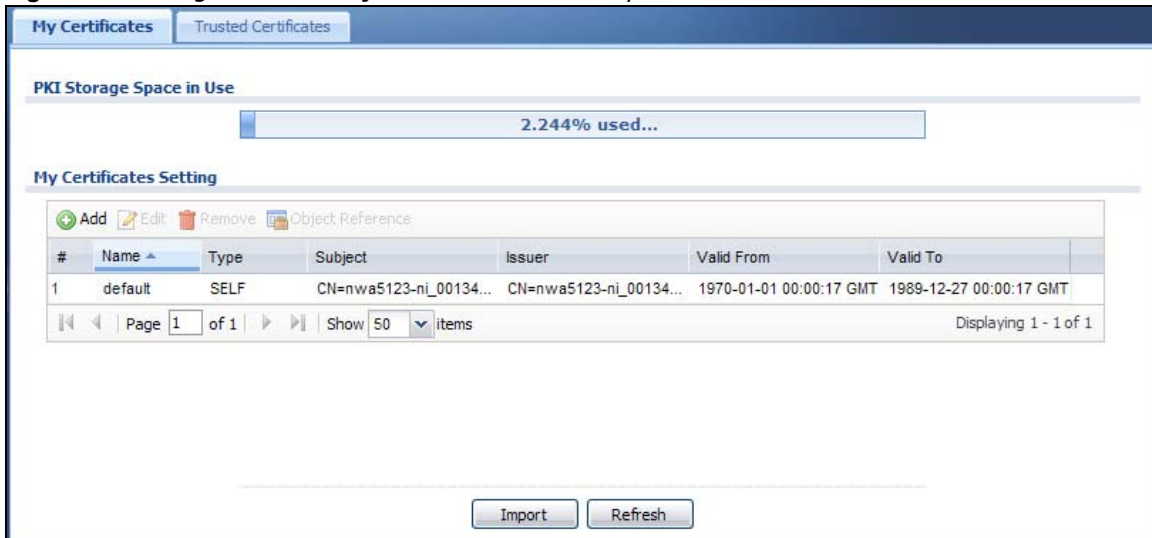 My Certificates Trusted Certificates
PKI Storage Space in Use
2.244% used...
My Certificates Setting
Add Edit Remove Object Reference
# Name Type Subject Issuer Valid From Valid To
1 default SELF CN=nwa5123-ni_00134... CN=nwa5123-ni_00134... 1970-01-01 00:00:17 GMT 1989-12-27 00:00:17 GMT
Page 1 of 1 Show 50 items Displaying 1 - 1 of 1
Import Refresh